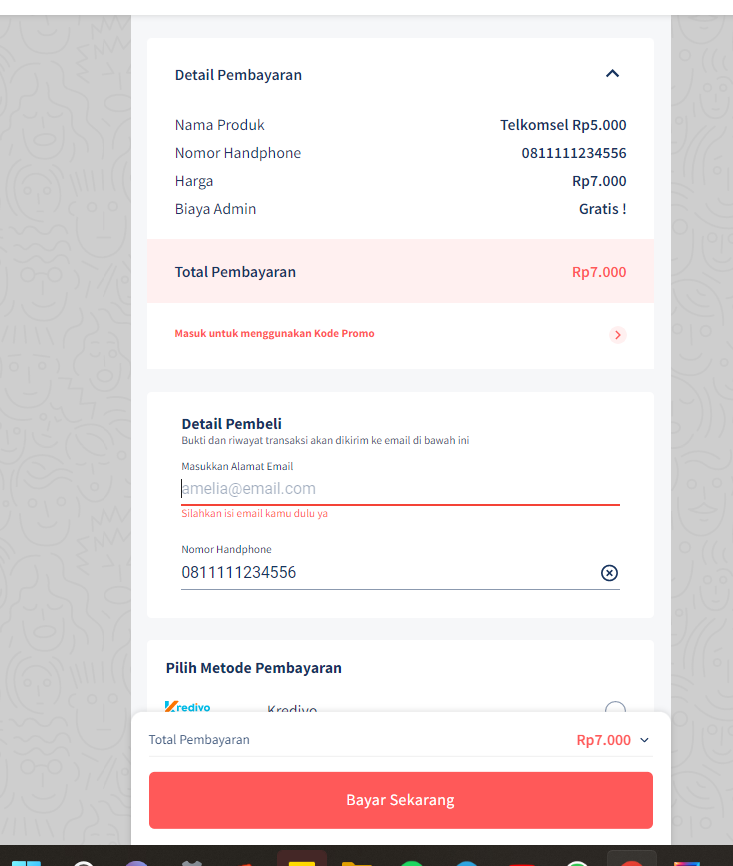 Detail Pembayaran
Nama Produk Telkomsel Rp5.000
Nomor Handphone 0811111234556
Harga Rp7.000
Biaya Admin Gratis !
Total Pembayaran Rp7.000
Masuk untuk menggunakan Kode Promo
Detail Pembeli
Bukti dan riwayat transaksi akan dikirim ke email di bawah ini
Masukkan Alamat Email
amelia@email.com
Silahkan isi email kamu dulu ya
Nomor Handphone
0811111234556
Pilih Metode Pembayaran
Kredivo Kredivo
Total Pembayaran Rp7.000
Bayar Sekarang